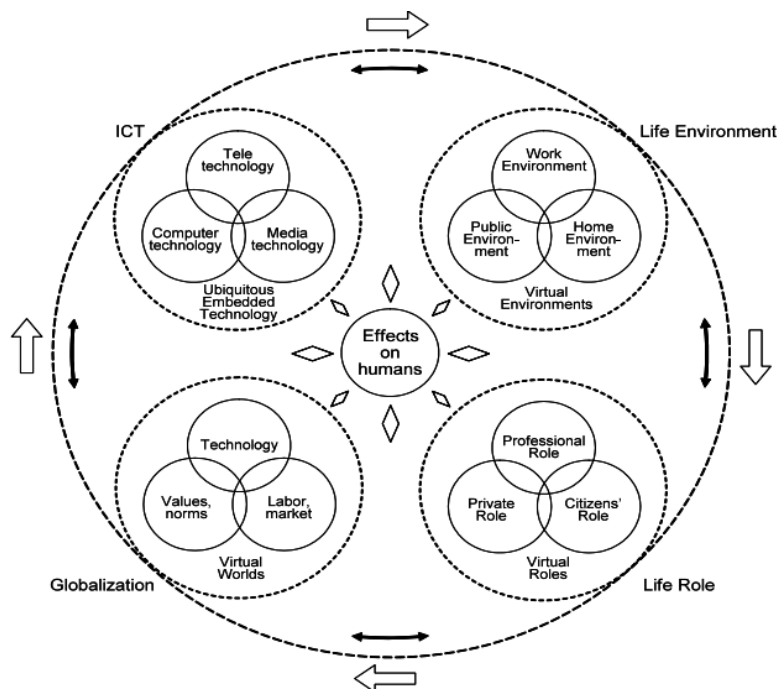 ICT
Life Environment
Tele
technology
Computer
technology
Media
technology
Ubiquitous
Embedded
Technology
Work
Environment
Public
Environ-
ment
Home
Environ-
ment
Virtual
Environments
Effects
on
humans
Technology
Values,
norms
Labor,
market
Virtual
Worlds
Professional
Role
Private
Role
Citizens'
Role
Virtual
Roles
Globalization
Life Role